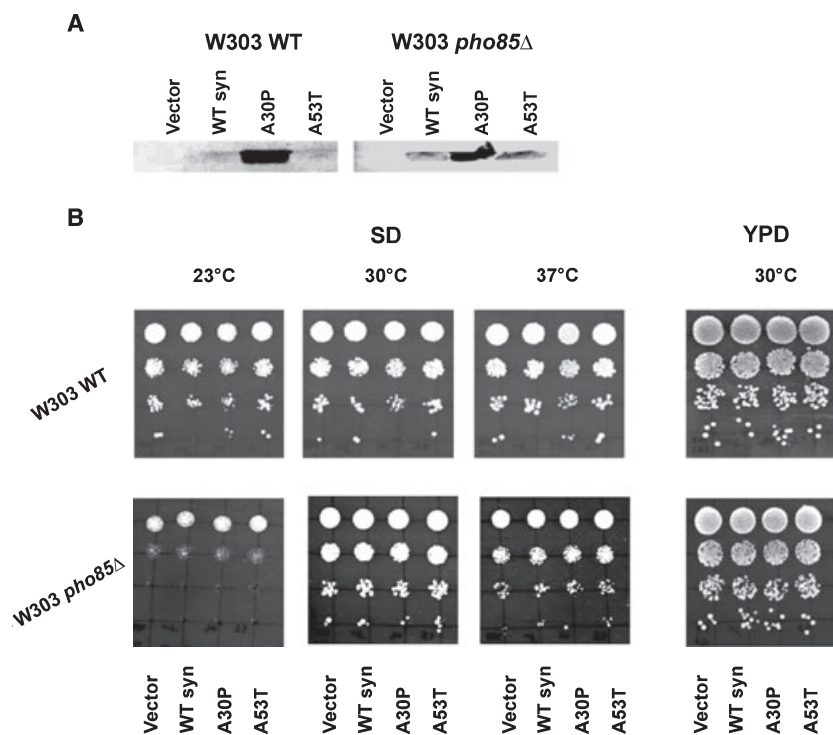 A
W303 WT
W303 pho85Δ
Vector
WT syn
A30P
A53T
Vector
WT syn
A30P
A53T
B
SD
YPD
23°C
30°C
37°C
30°C
W303 WT
W303 pho85Δ
Vector
WT syn
A30P
A53T
Vector
WT syn
A30P
A53T
Vector
WT syn
A30P
A53T
Vector
WT syn
A30P
A53T